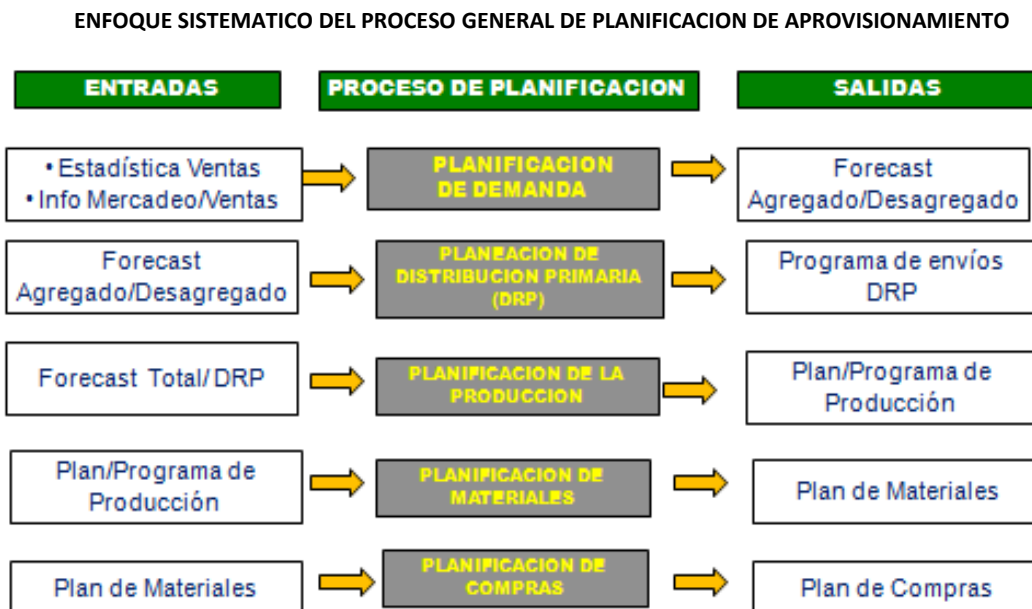 ENFOQUE SISTEMATICO DEL PROCESO GENERAL DE PLANIFICACION DE APROVISIONAMIENTO
ENTRADAS
PROCESO DE PLANIFICACION
SALIDAS
• Estadística Ventas
• Info Mercadeo/Ventas
PLANIFICACION
DE DEMANDA
Forecast
Agregado/Desagregado
Forecast
Agregado/Desagregado
PLANEACION DE
DISTRIBUCION PRIMARIA
(DRP)
Programa de envíos
DRP
Forecast Total/DRP
PLANIFICACION DE LA
PRODUCCION
Plan/Programa de
Producción
Plan/Programa de
Producción
PLANIFICACION DE
MATERIALES
Plan de Materiales
Plan de Materiales
PLANIFICACION DE
COMPRAS
Plan de Compras